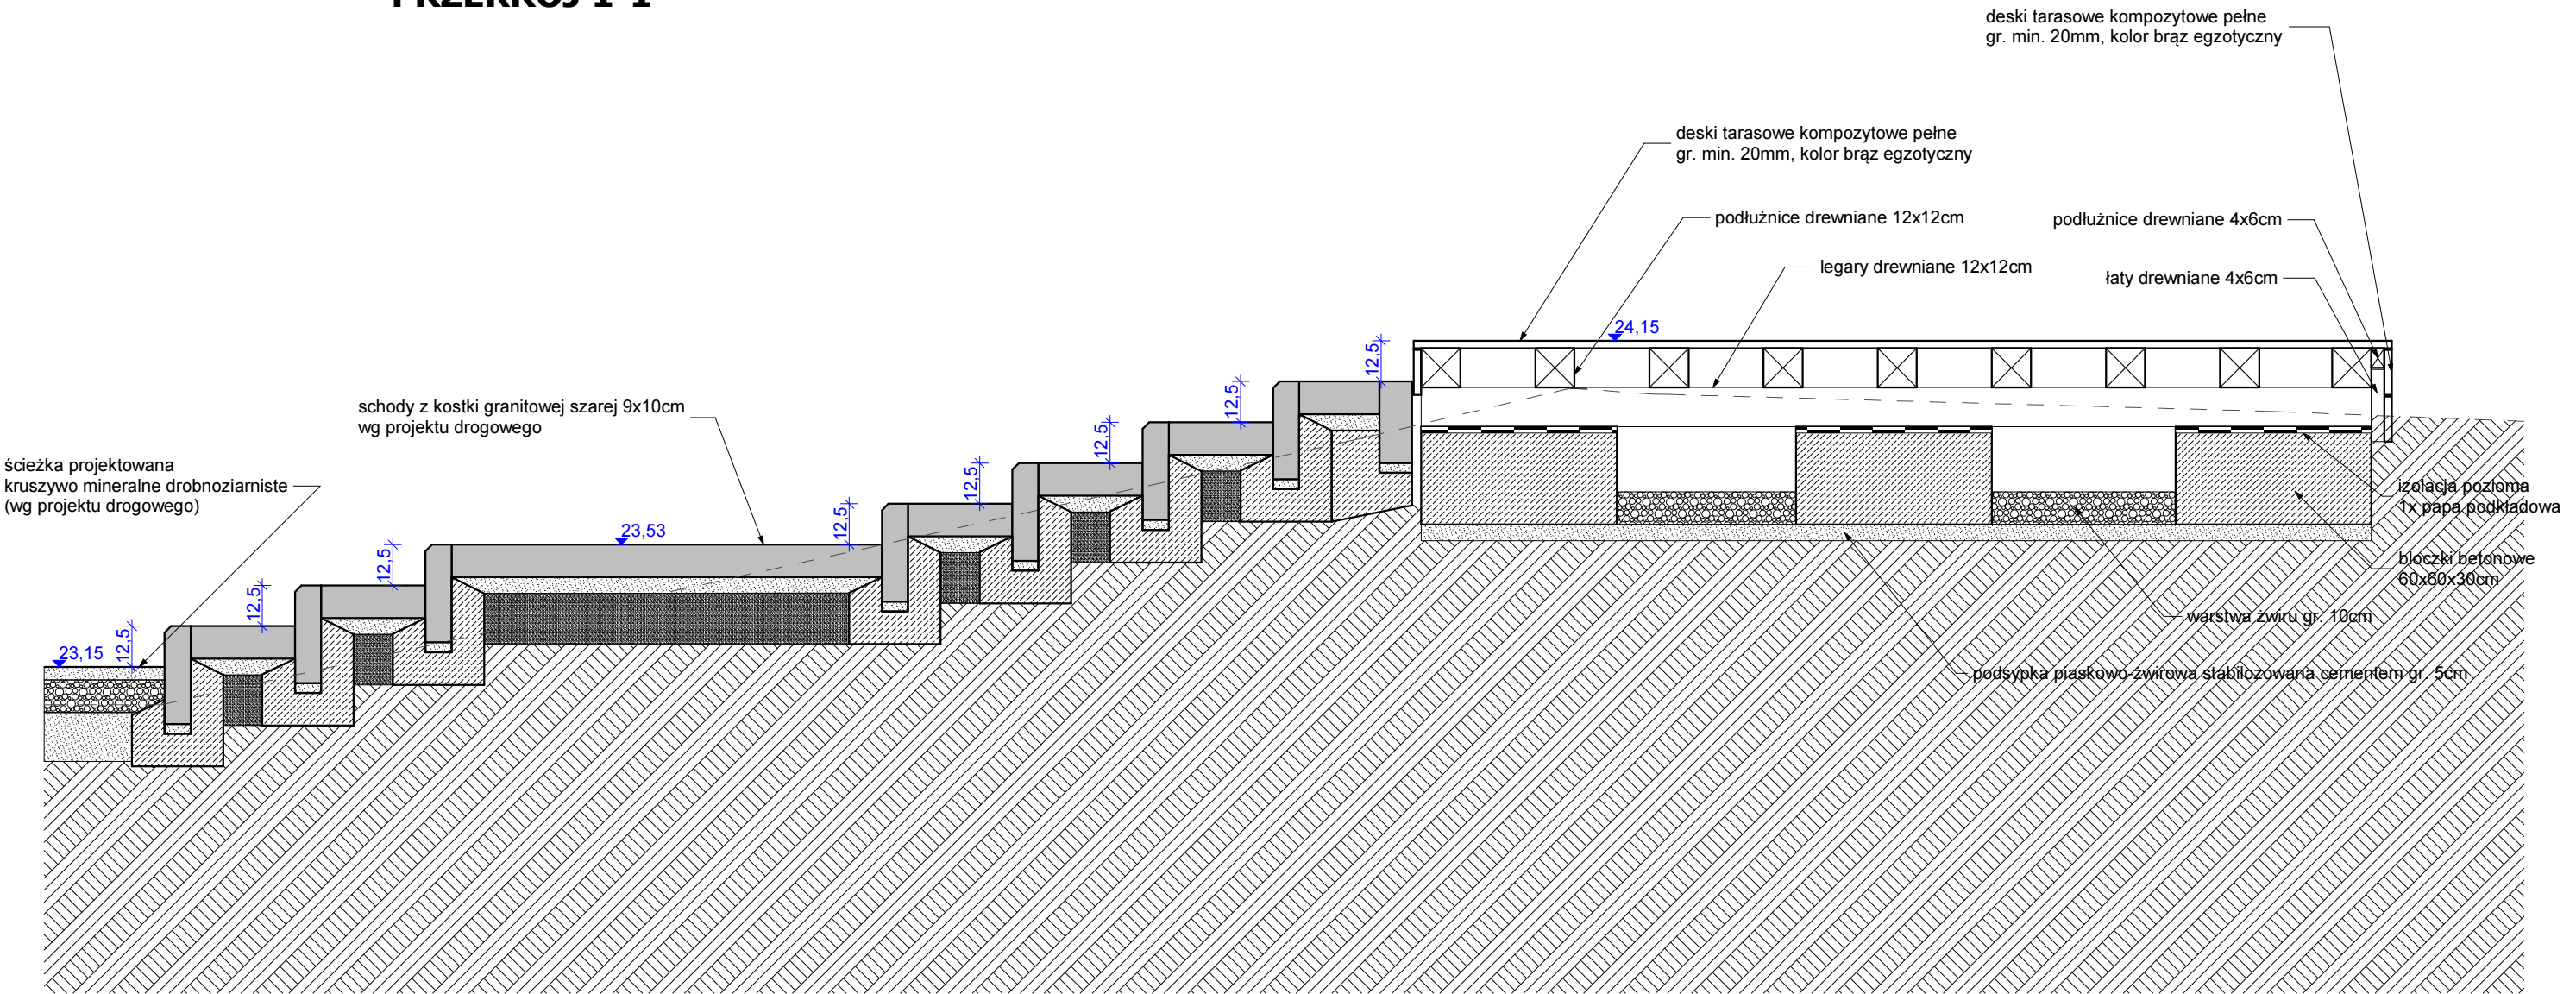 PRZEKRÓJ 1-1
deski tarasowe kompozytowe pełne
gr. min. 20mm, kolor brąz egzotyczny
deski tarasowe kompozytowe pełne
gr. min. 20mm, kolor brąz egzotyczny
podłużnice drewniane 12x12cm
podłużnice drewniane 4x6cm
legary drewniane 12x12cm
łaty drewniane 4x6cm
24,15
12,5
12,5
12,5
12,5
12,5
12,5
12,5
12,5
schody z kostki granitowej szarej 9x10cm
wg projektu drogowego
ścieżka projektowana
kruszywo mineralne drobnoziarniste
(wg projektu drogowego)
23,53
23,15
izolacja pozioma
1x papa podkładowa
bloczki betonowe
60x60x30cm
warstwa żwiru gr. 10cm
podsypka piaskowo-żwirowa stabilozowana cementem gr. 5cm